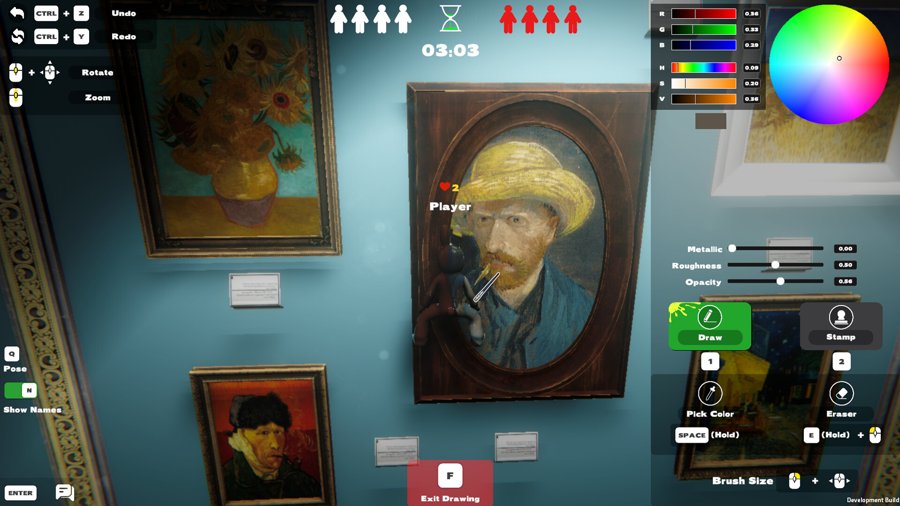 CTRL + Z Undo
CTRL + Y Redo
+ Rotate
Zoom
03:03
R 0.36
G 0.33
B 0.29
H 0.09
S 0.20
V 0.36
2
Player
Metallic 0.00
Roughness 0.50
Opacity 0.56
Draw
Stamp
1
2
Pick Color
Eraser
SPACE (Hold)
E (Hold) +
Brush Size +
Q
Pose
N
Show Names
ENTER
F
Exit Drawing
Development Build